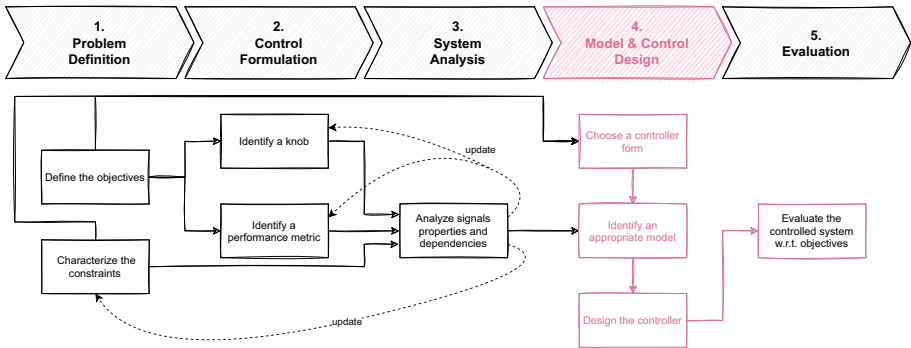 1.
Problem
Definition
2.
Control
Formulation
3.
System
Analysis
4.
Model & Control
Design
5.
Evaluation
Define the objectives
Characterize the
constraints
Identify a knob
Identify a
performance metric
update
update
Analyze signals
properties and
dependencies
Choose a controller
form
Identify an
appropriate model
Design the controller
Evaluate the
controlled system
w.r.t. objectives